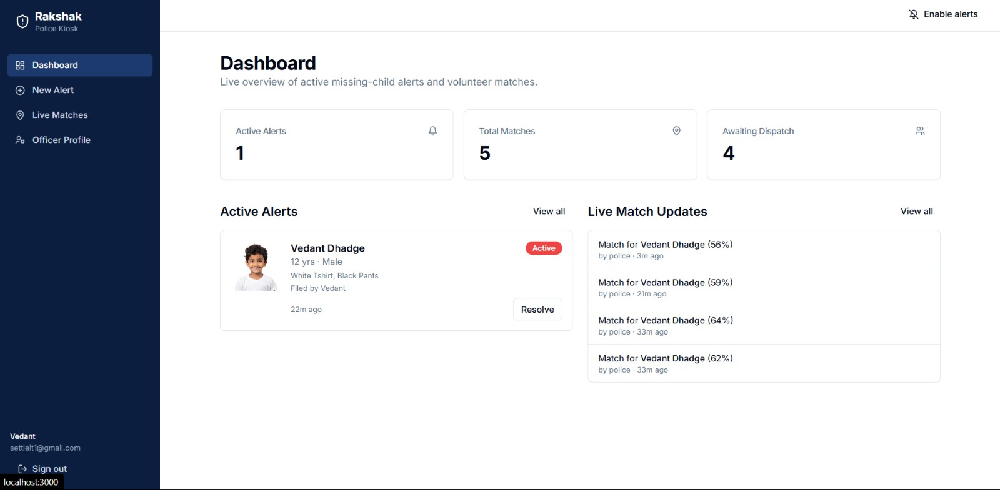 Rakshak
Police Kiosk
Dashboard
New Alert
Live Matches
Officer Profile
Vedant
settleit1@gmail.com
Sign out
localhost:3000
Enable alerts
Dashboard
Live overview of active missing-child alerts and volunteer matches.
Active Alerts
1
Total Matches
5
Awaiting Dispatch
4
Active Alerts
View all
Vedant Dhadge
Active
12 yrs · Male
White Tshirt, Black Pants
Filed by Vedant
22m ago
Resolve
Live Match Updates
View all
Match for Vedant Dhadge (56%)
by police · 3m ago
Match for Vedant Dhadge (59%)
by police · 21m ago
Match for Vedant Dhadge (64%)
by police · 33m ago
Match for Vedant Dhadge (62%)
by police · 33m ago